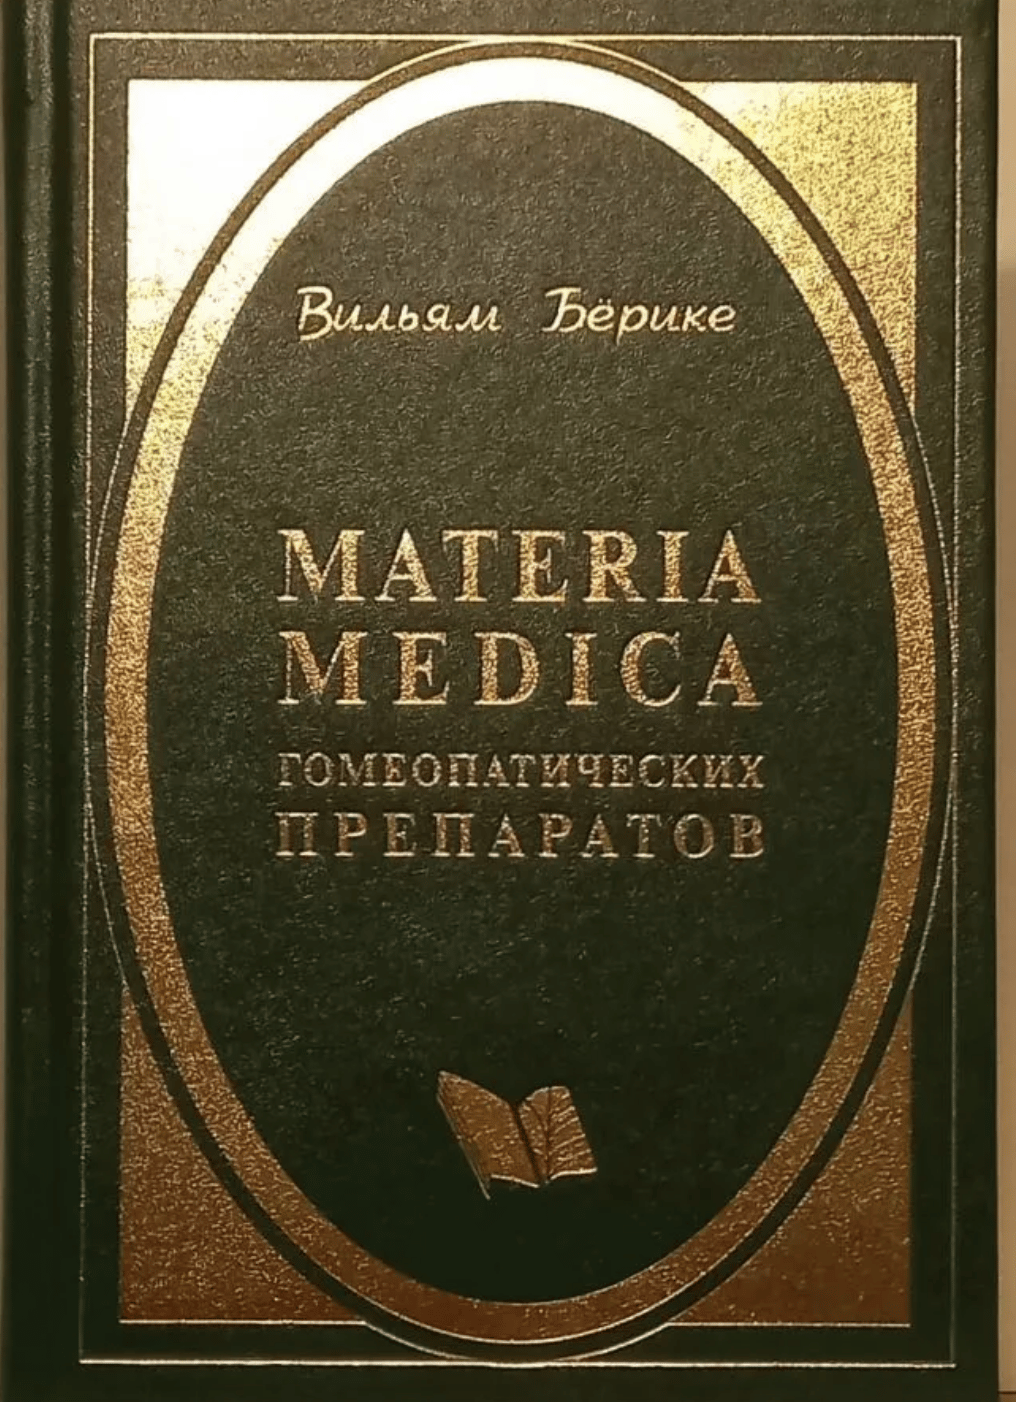 Вильям Бёрике
MATERIA
MEDICA
ГОМЕОПАТИЧЕСКИХ
ПРЕПАРАТОВ